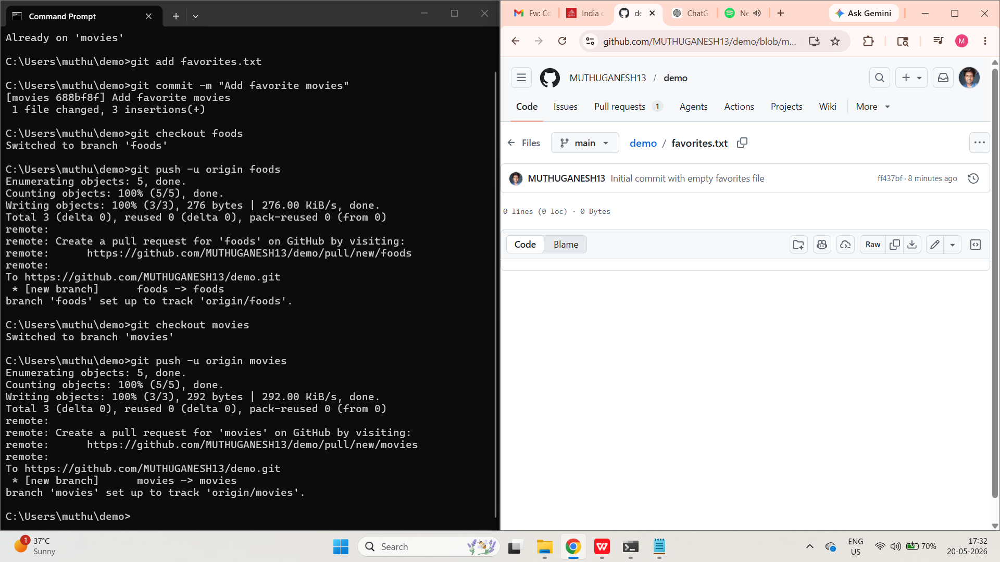 Command Prompt
Already on 'movies'
C:\Users\muthu\demo>git add favorites.txt
C:\Users\muthu\demo>git commit -m "Add favorite movies"
[movies 688bf8f] Add favorite movies
1 file changed, 3 insertions(+)
C:\Users\muthu\demo>git checkout foods
Switched to branch 'foods'
C:\Users\muthu\demo>git push -u origin foods
Enumerating objects: 5, done.
Counting objects: 100% (5/5), done.
Writing objects: 100% (3/3), 276 bytes | 276.00 KiB/s, done.
Total 3 (delta 0), reused 0 (delta 0), pack-reused 0 (from 0)
remote:
remote: Create a pull request for 'foods' on GitHub by visiting:
remote:      https://github.com/MUTHUGANESH13/demo/pull/new/foods
remote:
To https://github.com/MUTHUGANESH13/demo.git
* [new branch]      foods -> foods
branch 'foods' set up to track 'origin/foods'.
C:\Users\muthu\demo>git checkout movies
Switched to branch 'movies'
C:\Users\muthu\demo>git push -u origin movies
Enumerating objects: 5, done.
Counting objects: 100% (5/5), done.
Writing objects: 100% (3/3), 292 bytes | 292.00 KiB/s, done.
Total 3 (delta 0), reused 0 (delta 0), pack-reused 0 (from 0)
remote:
remote: Create a pull request for 'movies' on GitHub by visiting:
remote:      https://github.com/MUTHUGANESH13/demo/pull/new/movies
remote:
To https://github.com/MUTHUGANESH13/demo.git
* [new branch]      movies -> movies
branch 'movies' set up to track 'origin/movies'.
C:\Users\muthu\demo>
Fw: Co India de ChatG Ne Ask Gemini
github.com/MUTHUGANESH13/demo/blob/m... M
MUTHUGANESH13 / demo
Code Issues Pull requests 1 Agents Actions Projects Wiki More
Files main demo / favorites.txt
MUTHUGANESH13 Initial commit with empty favorites file ff437bf · 8 minutes ago
0 lines (0 loc) · 0 Bytes
Code Blame Raw
1 37°C
Sunny
Search
ENG
US
70%
17:32
20-05-2026